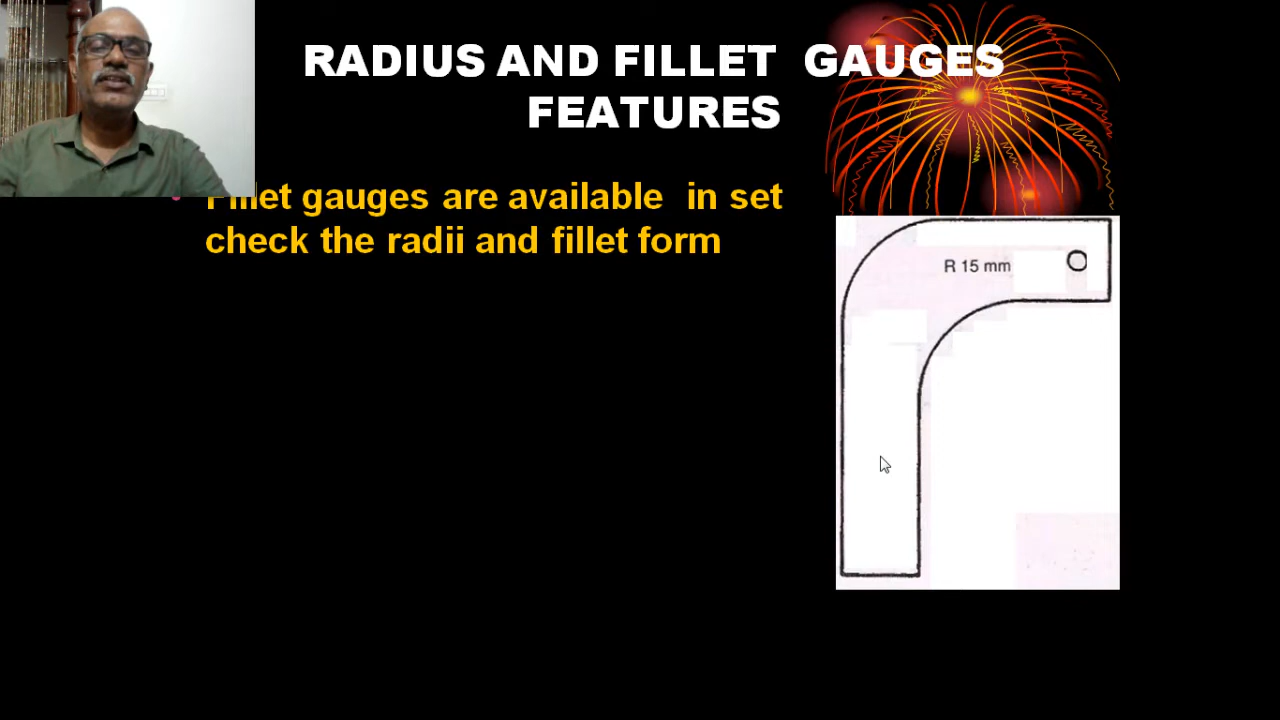 RADIUS AND FILLET GAUGES
FEATURES
Fillet gauges are available in set
check the radii and fillet form
R 15 mm